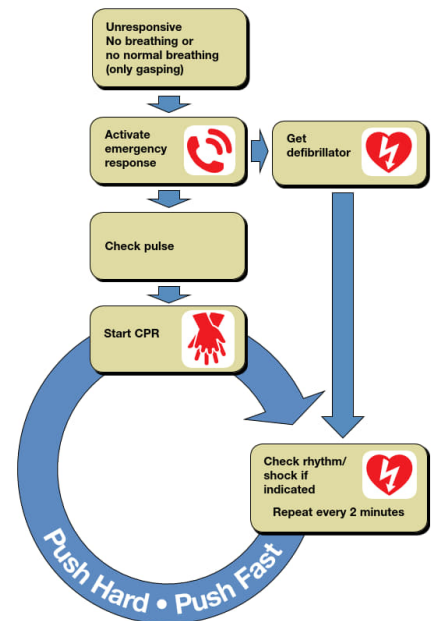 Unresponsive
No breathing or
no normal breathing
(only gasping)
Activate
emergency
response
Get
defibrillator
Check pulse
Start CPR
Check rhythm/
shock if
indicated
Repeat every 2 minutes
Push Hard • Push Fast